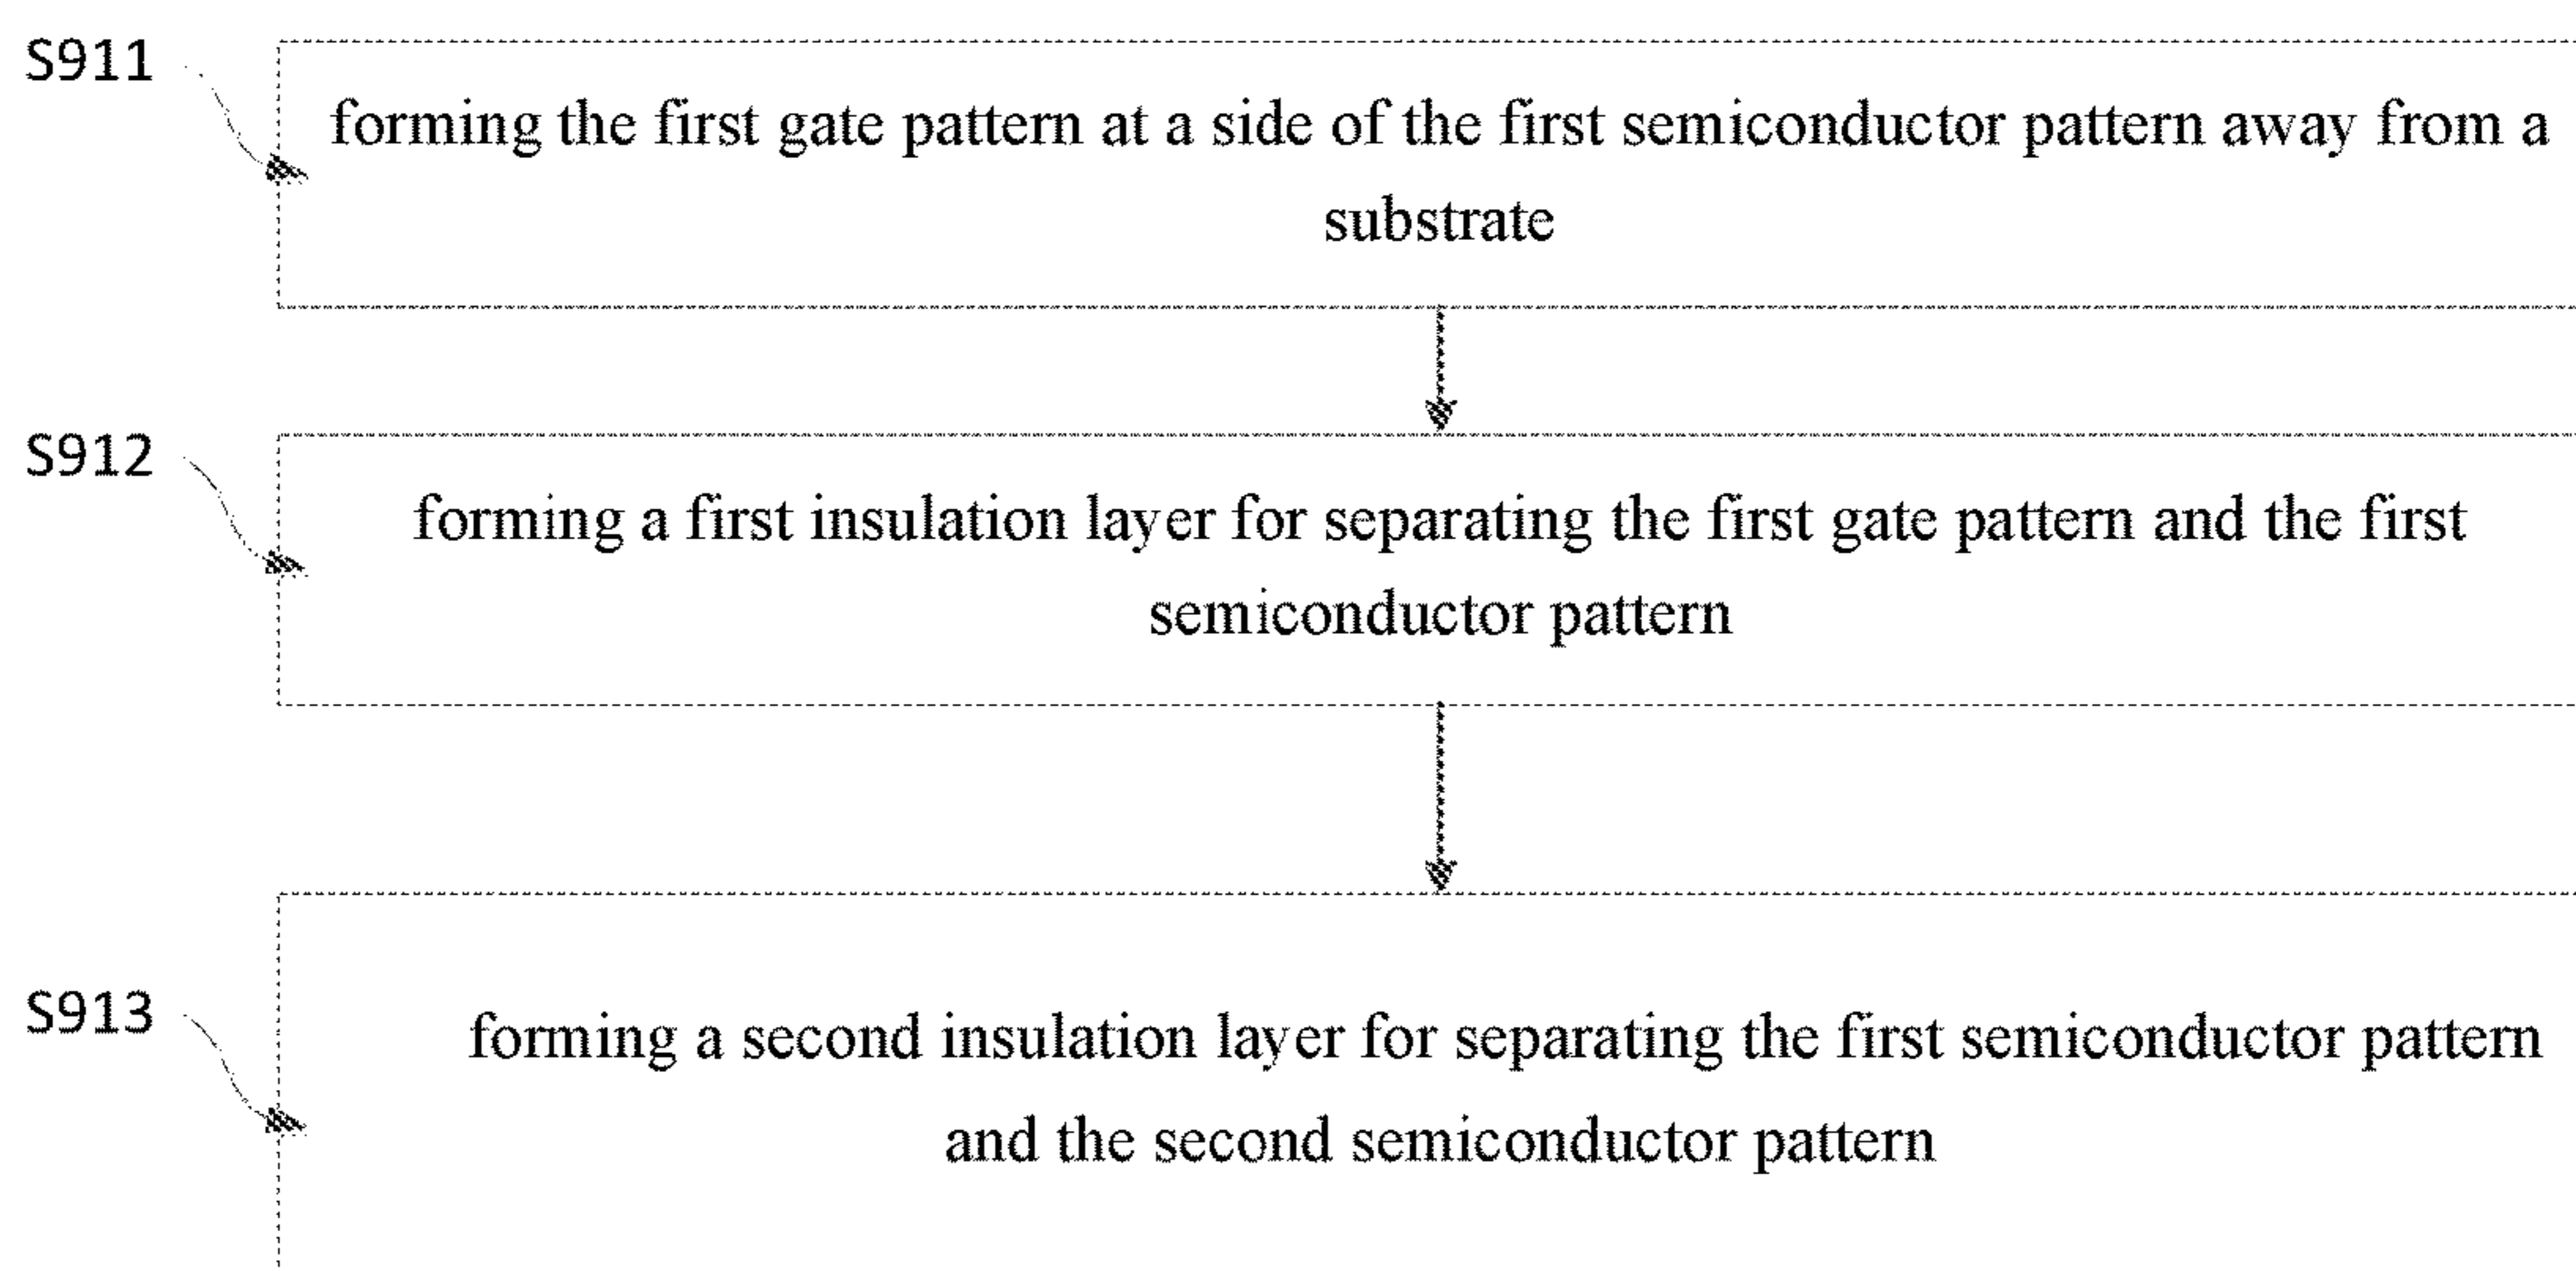 S911
forming the first gate pattern at a side of the first semiconductor pattern away from a
substrate
S912
forming a first insulation layer for separating the first gate pattern and the first
semiconductor pattern
S913
forming a second insulation layer for separating the first semiconductor pattern
and the second semiconductor pattern